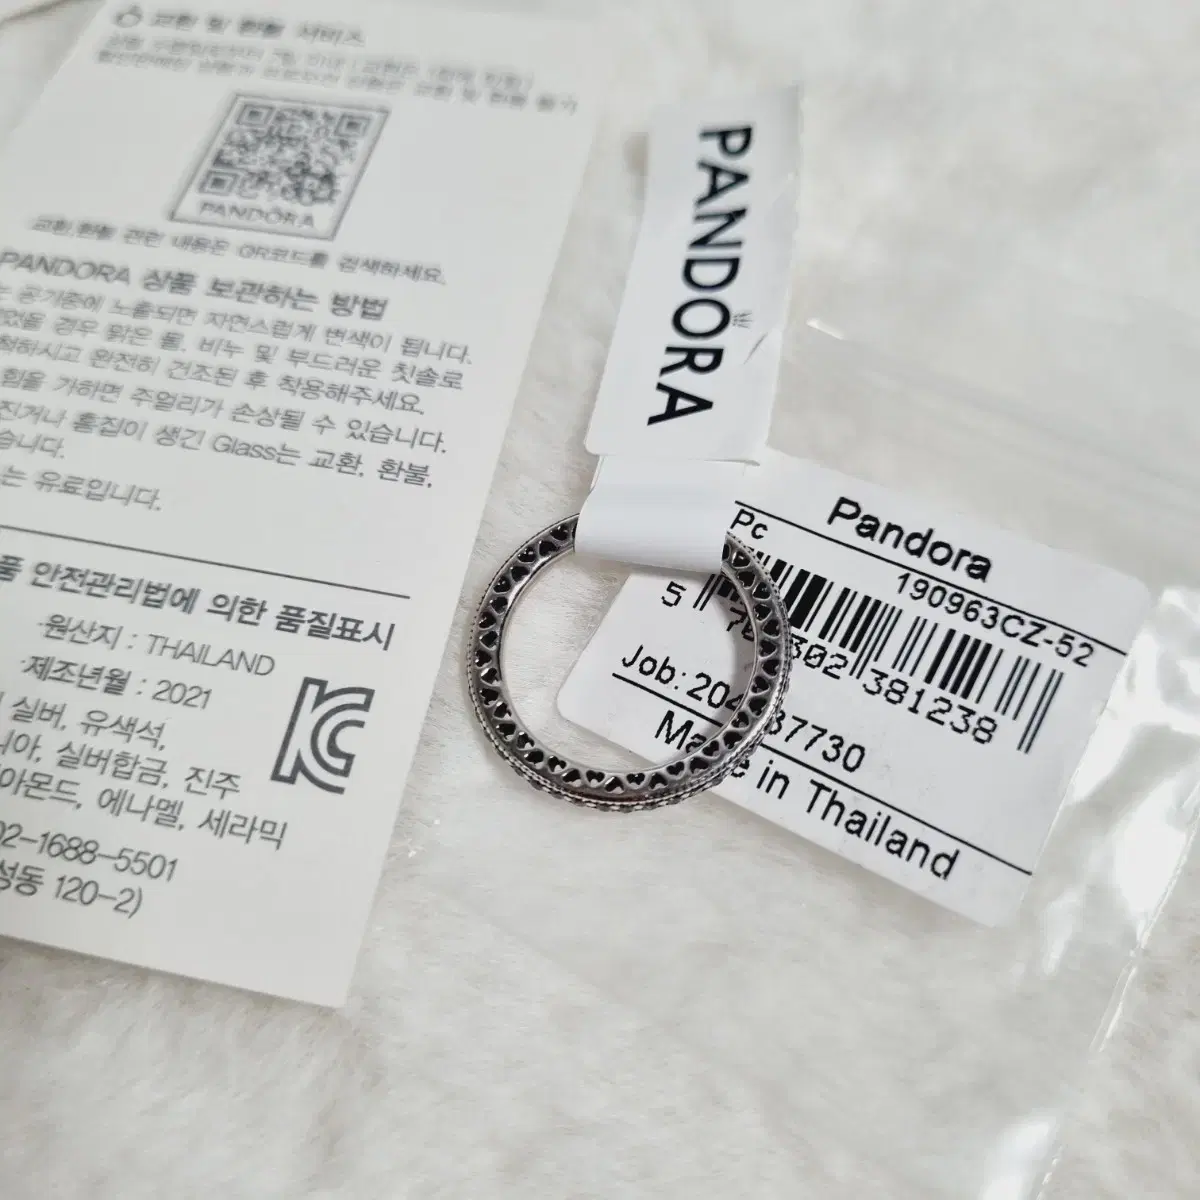 교환 및 환불 서비스
PANDORA
교환,환불 관련 내용은 QR코드를 검색하세요.
PANDORA 상품 보관하는 방법
는 공기중에 노출되면 자연스럽게 변색이 됩니다.
었을 경우 맑은 물, 비누 및 부드러운 칫솔로
척하시고 완전히 건조된 후 착용해주세요.
힘을 가하면 주얼리가 손상될 수 있습니다.
진거나 흠집이 생긴 Glass는 교환, 환불,
습니다.
는 유료입니다.
품 안전관리법에 의한 품질표시
원산지 : THAILAND
제조년월 : 2021
실버, 유색석,
니아, 실버합금, 진주
아몬드, 에나멜, 세라믹
02-1688-5501
성동 120-2)
PANDORA
Pandora
Pc
190963CZ-52
5 302 381238
Job:20 37730
Made in Thailand